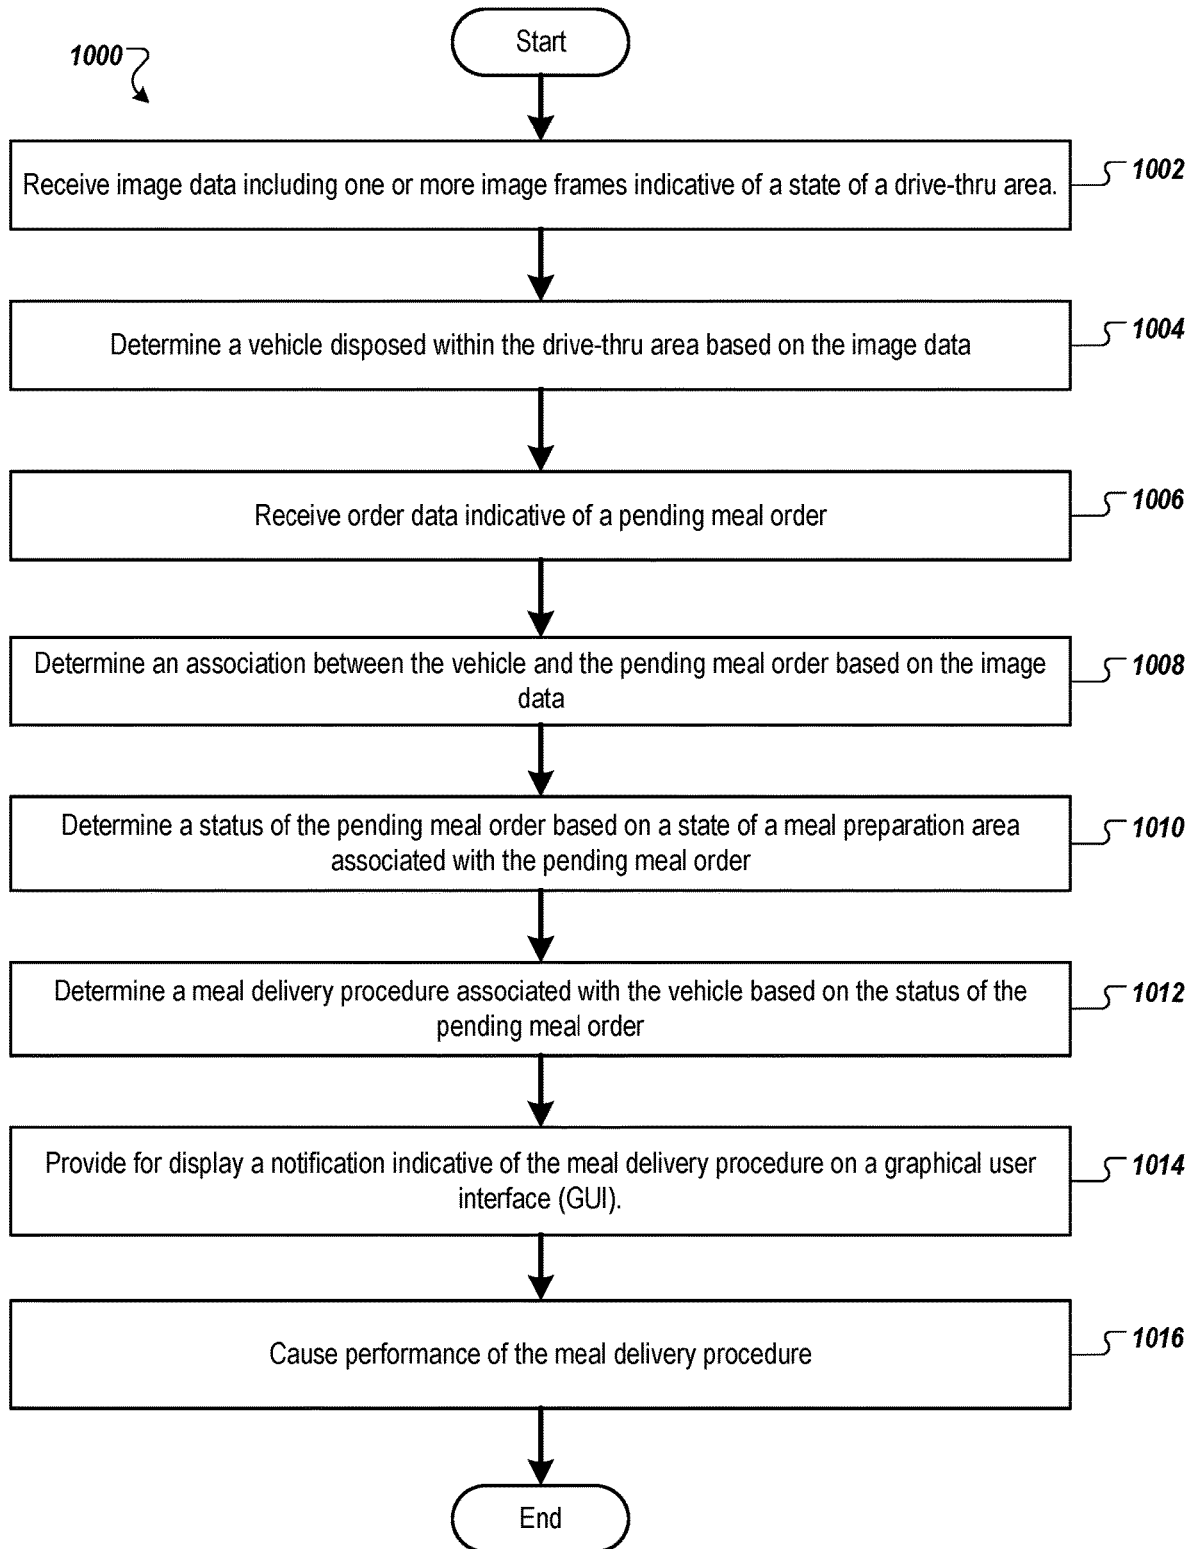 Start
1000
Receive image data including one or more image frames indicative of a state of a drive-thru area.
1002
Determine a vehicle disposed within the drive-thru area based on the image data
1004
Receive order data indicative of a pending meal order
1006
Determine an association between the vehicle and the pending meal order based on the image
data
1008
Determine a status of the pending meal order based on a state of a meal preparation area
associated with the pending meal order
1010
Determine a meal delivery procedure associated with the vehicle based on the status of the
pending meal order
1012
Provide for display a notification indicative of the meal delivery procedure on a graphical user
interface (GUI).
1014
Cause performance of the meal delivery procedure
1016
End